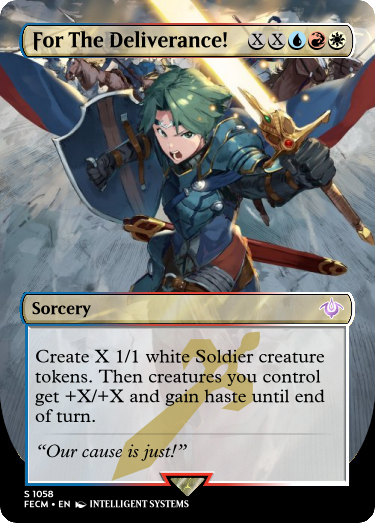 For The Deliverance! X X
Sorcery
Create X 1/1 white Soldier creature
tokens. Then creatures you control
get +X/+X and gain haste until end
of turn.
“Our cause is just!”
S 1058
FECM • EN INTELLIGENT SYSTEMS